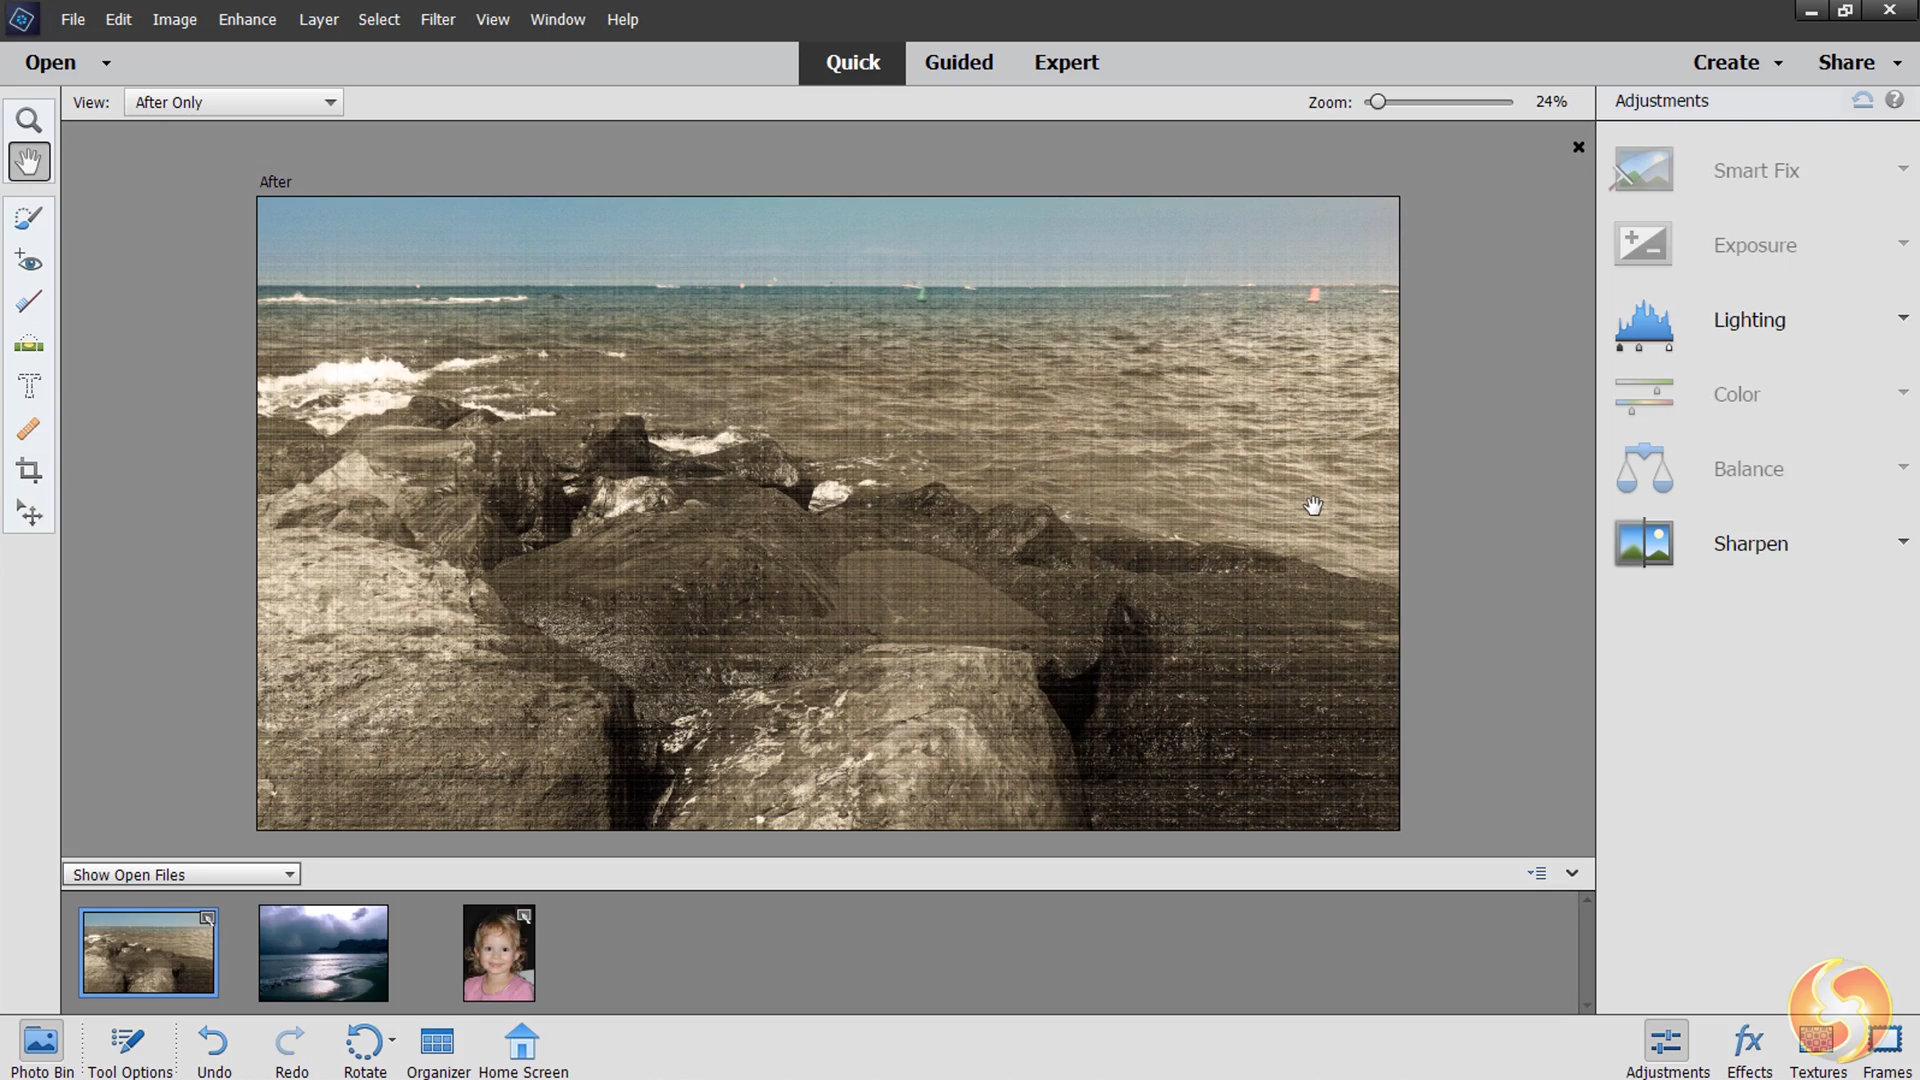 File Edit Image Enhance Layer Select Filter View Window Help
Open Quick Guided Expert Create Share
View: After Only Zoom: 24% Adjustments
After
Smart Fix
Exposure
Lighting
Color
Balance
Sharpen
Show Open Files
Photo Bin Tool Options Undo Redo Rotate Organizer Home Screen Adjustments Effects Textures Frames